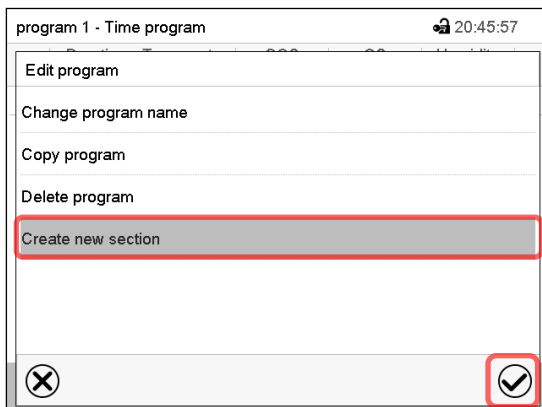 program 1 - Time program 20:45:57
Edit program
Change program name
Copy program
Delete program
Create new section